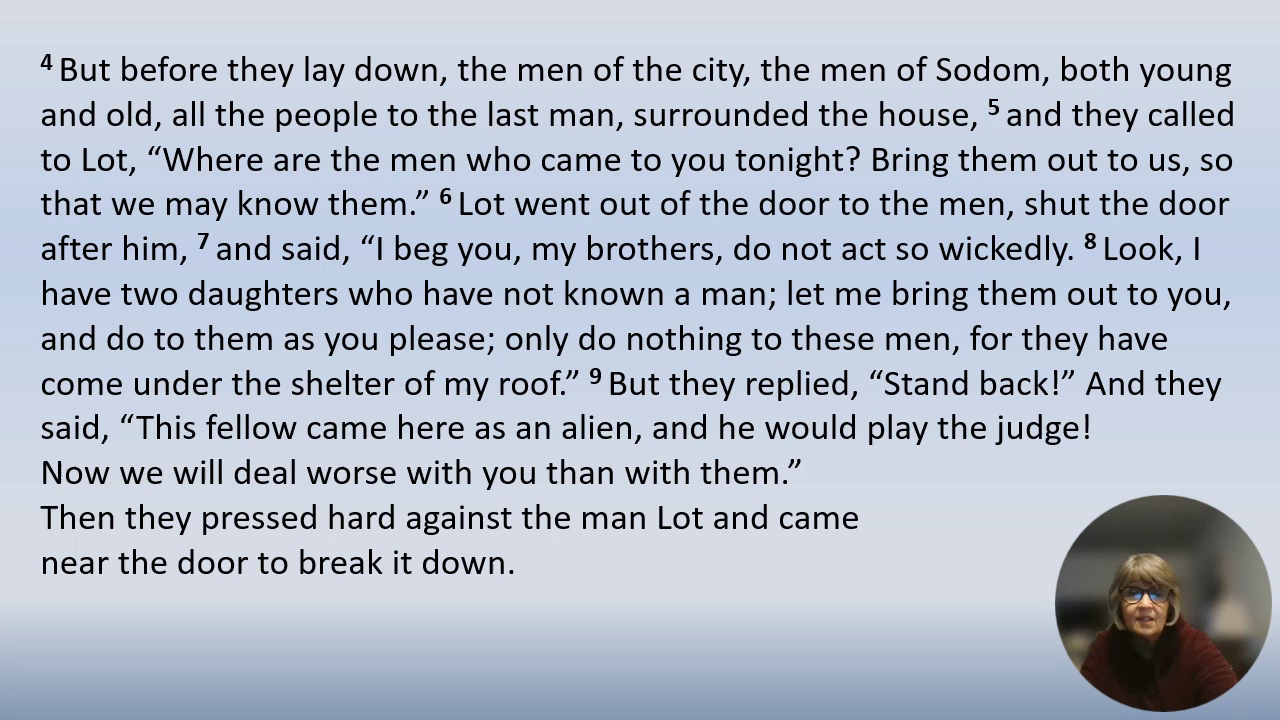 4 But before they lay down, the men of the city, the men of Sodom, both young
and old, all the people to the last man, surrounded the house, 5 and they called
to Lot, “Where are the men who came to you tonight? Bring them out to us, so
that we may know them.” 6 Lot went out of the door to the men, shut the door
after him, 7 and said, “I beg you, my brothers, do not act so wickedly. 8 Look, I
have two daughters who have not known a man; let me bring them out to you,
and do to them as you please; only do nothing to these men, for they have
come under the shelter of my roof.” 9 But they replied, “Stand back!” And they
said, “This fellow came here as an alien, and he would play the judge!
Now we will deal worse with you than with them.”
Then they pressed hard against the man Lot and came
near the door to break it down.